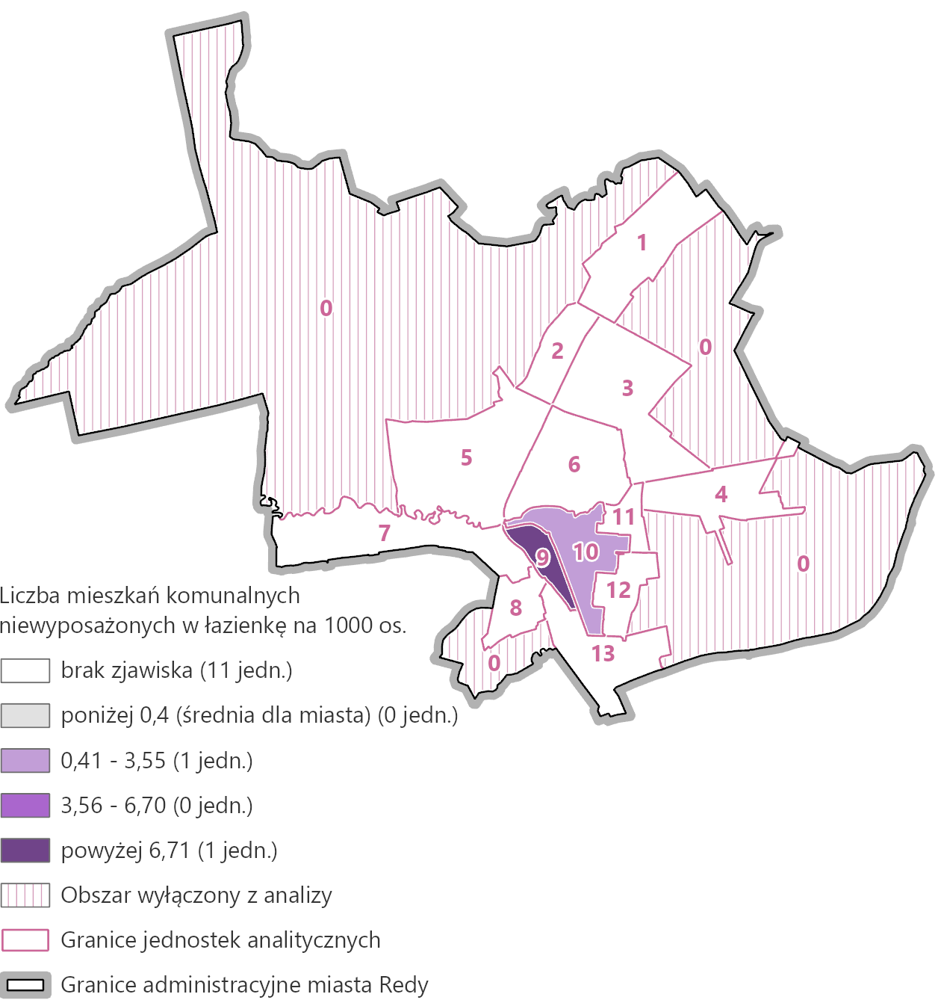 1
0
2
0
3
5
6
4
11
7
10
9
0
12
8
13
0
Liczba mieszkań komunalnych
niewyposażonych w łazienkę na 1000 os.
brak zjawiska (11 jedn.)
poniżej 0,4 (średnia dla miasta) (0 jedn.)
0,41 - 3,55 (1 jedn.)
3,56 - 6,70 (0 jedn.)
powyżej 6,71 (1 jedn.)
Obszar wyłączony z analizy
Granice jednostek analitycznych
Granice administracyjne miasta Redy